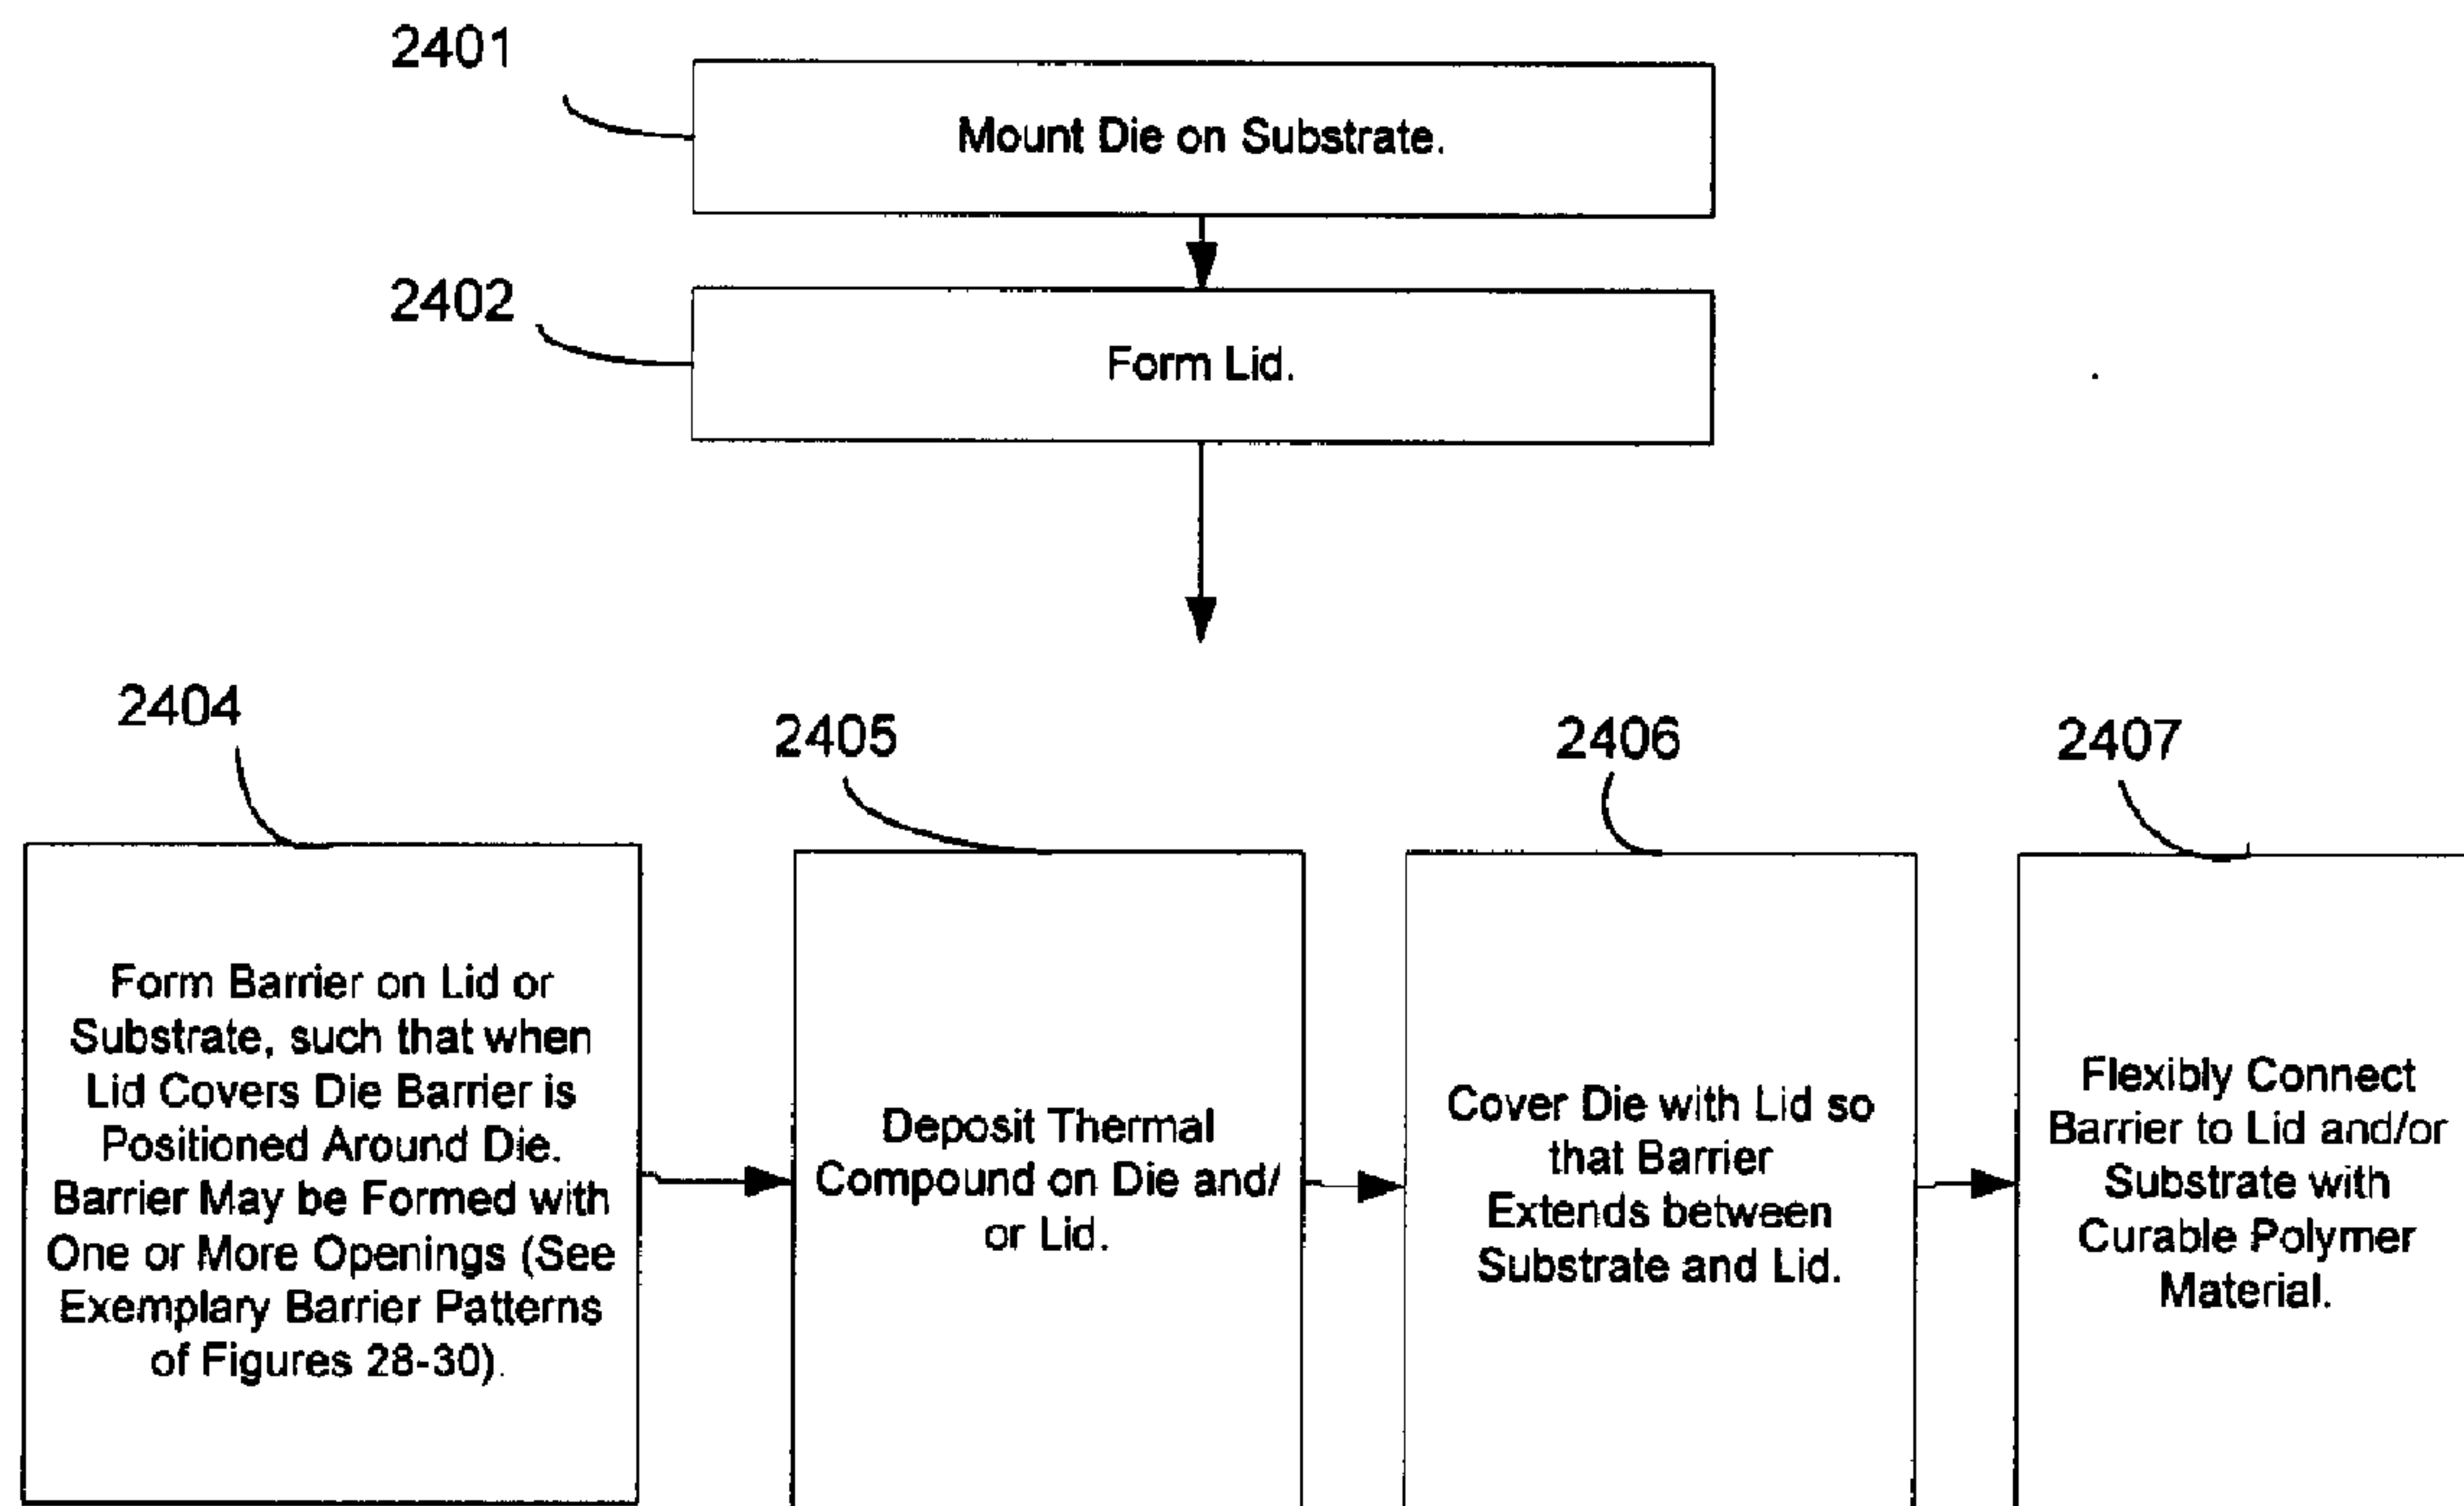 2401
Mount Die on Substrate.
2402
Form Lid.
2404
Form Barrier on Lid or
Substrate, such that when
Lid Covers Die Barrier is
Positioned Around Die.
Barrier May be Formed with
One or More Openings (See
Exemplary Barrier Patterns
of Figures 28-30).
2405
Deposit Thermal
Compound on Die and/
or Lid.
2406
Cover Die with Lid so
that Barrier
Extends between
Substrate and Lid.
2407
Flexibly Connect
Barrier to Lid and/or
Substrate with
Curable Polymer
Material.